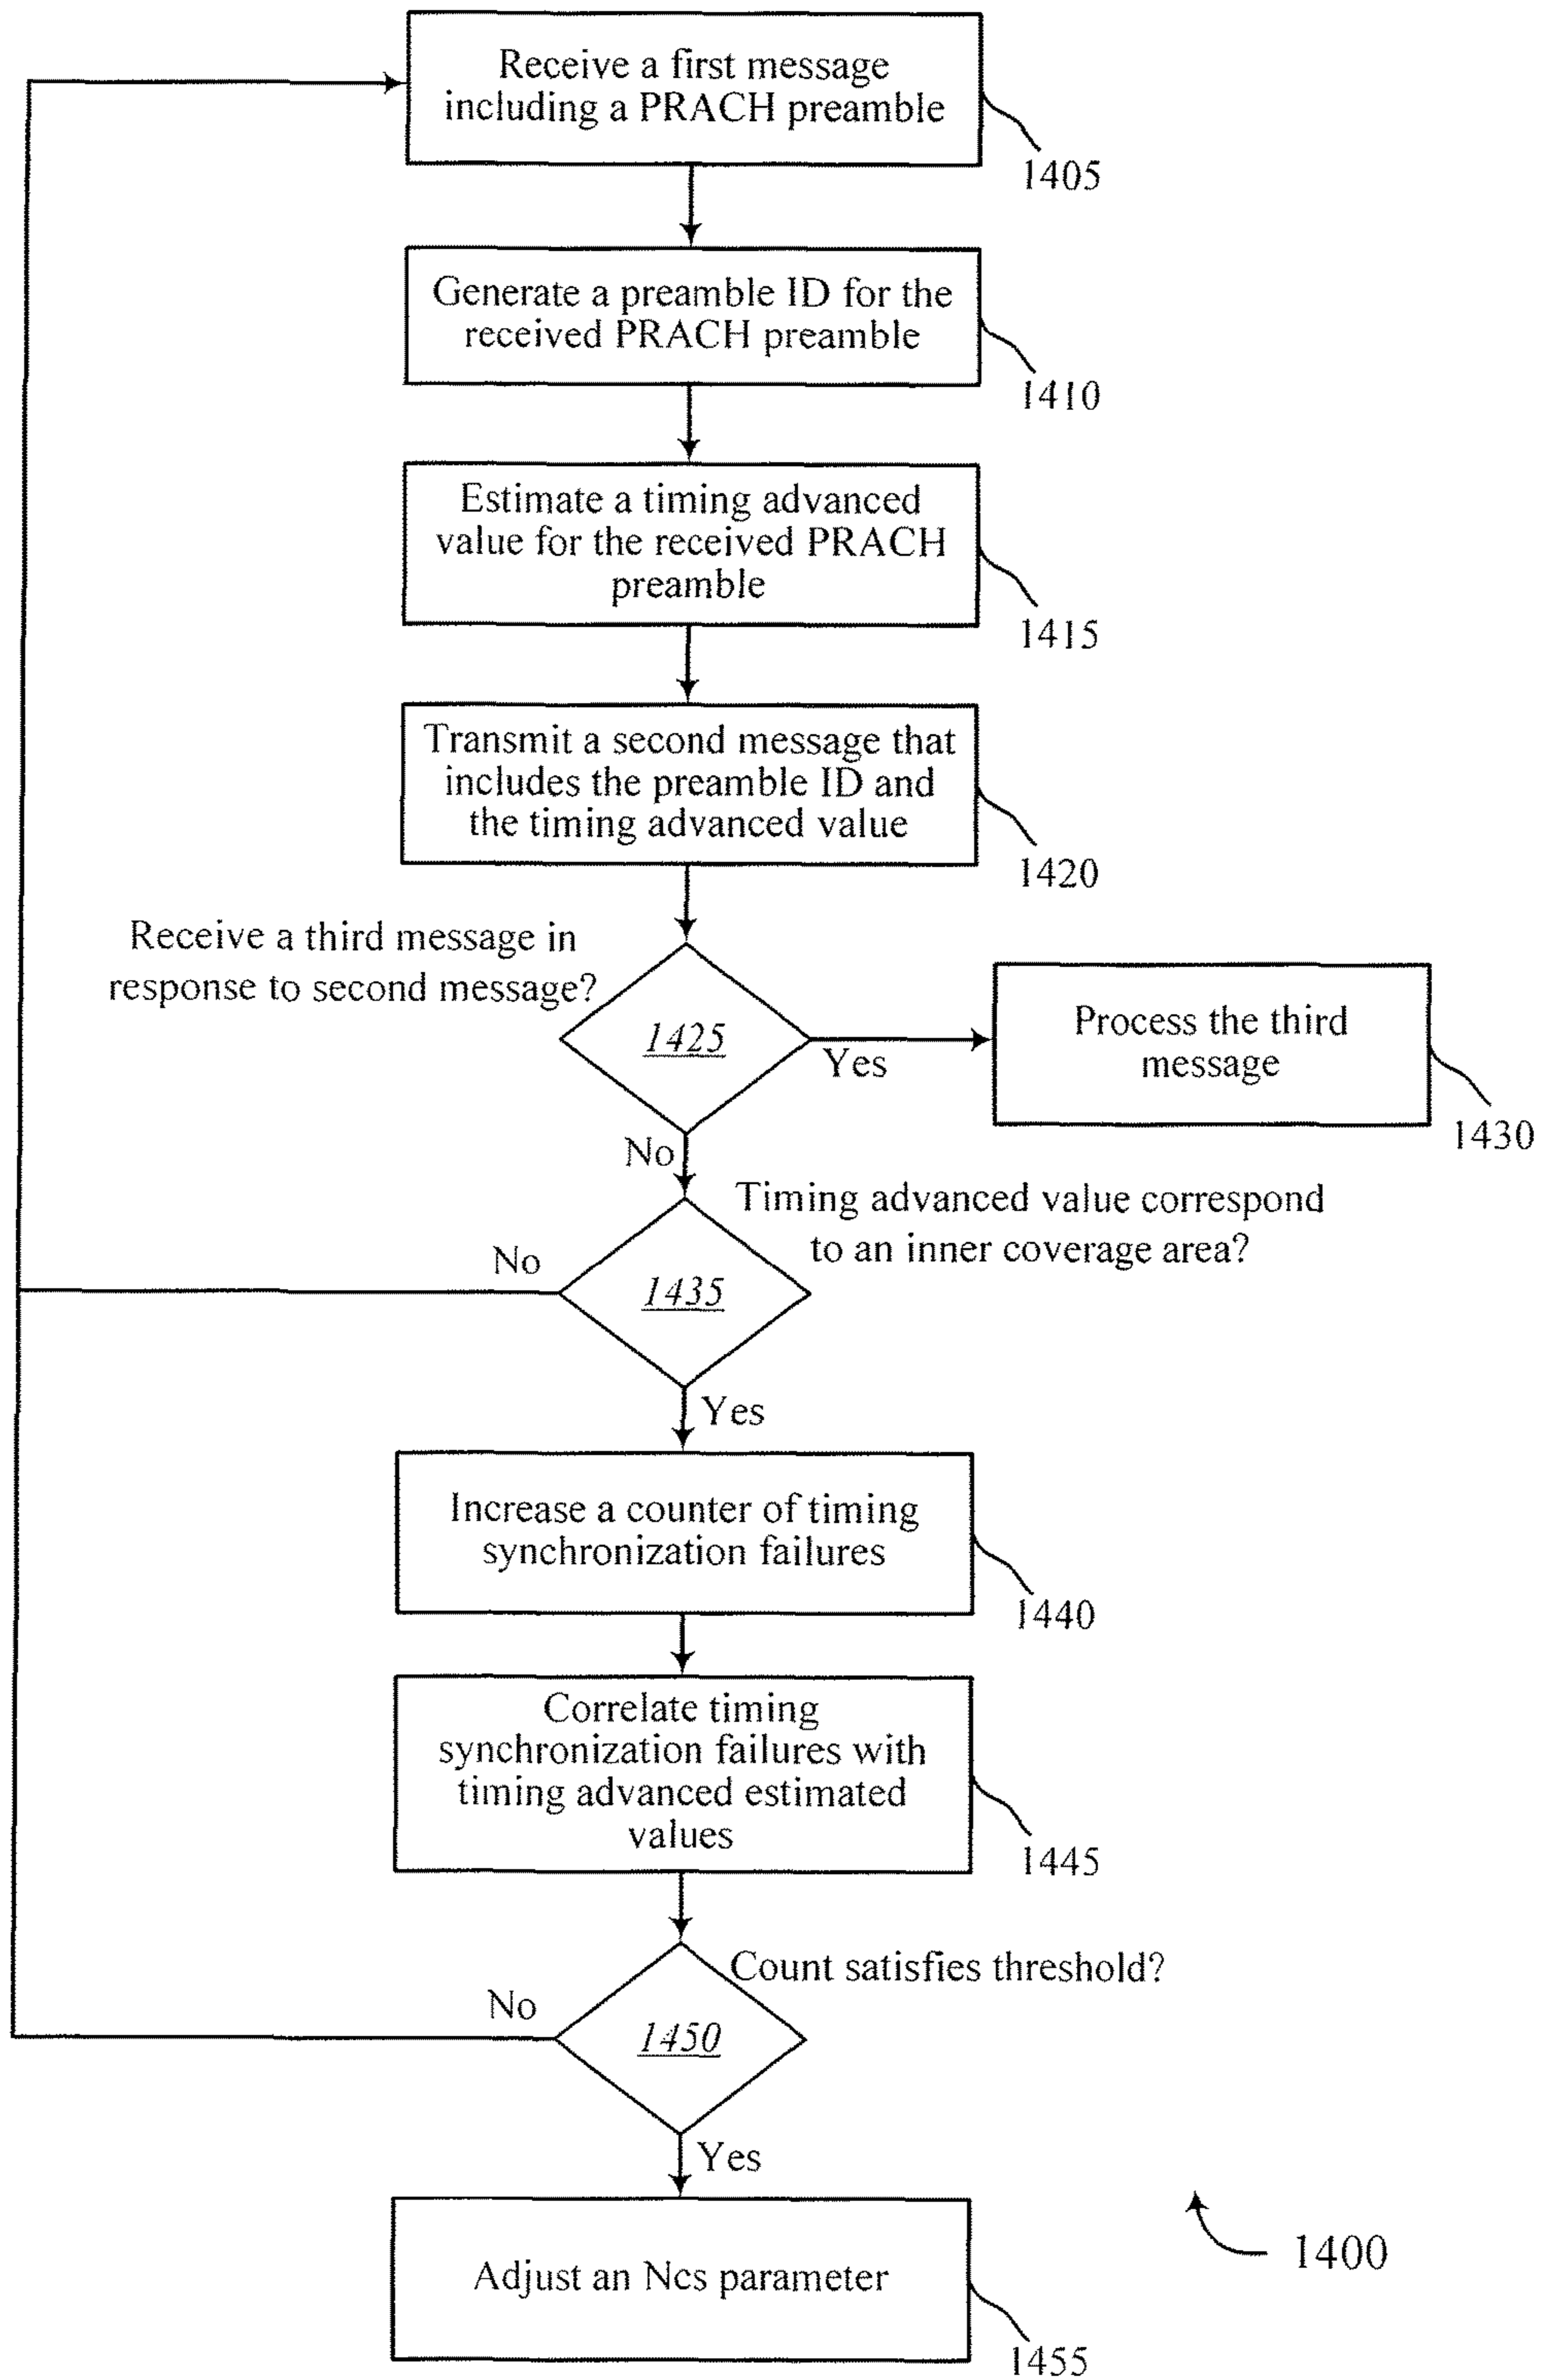 Receive a first message
including a PRACH preamble
1405
Generate a preamble ID for the
received PRACH preamble
1410
Estimate a timing advanced
value for the received PRACH
preamble
1415
Transmit a second message that
includes the preamble ID and
the timing advanced value
1420
Receive a third message in
response to second message?
1425
Yes
Process the third
message
1430
No
Timing advanced value correspond
to an inner coverage area?
No
1435
Yes
Increase a counter of timing
synchronization failures
1440
Correlate timing
synchronization failures with
timing advanced estimated
values
1445
Count satisfies threshold?
No
1450
Yes
Adjust an Ncs parameter
1455
1400